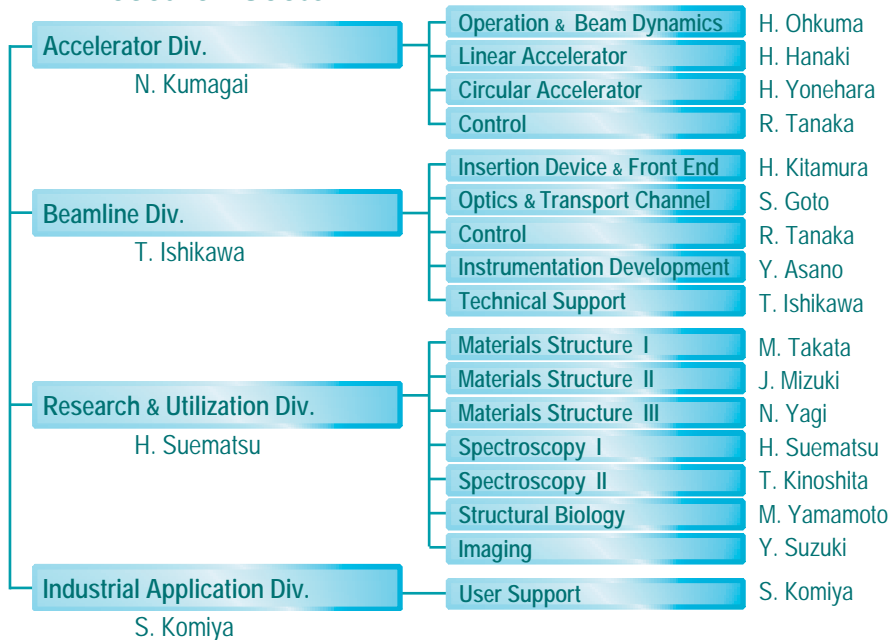 Accelerator Div.
N. Kumagai
Operation & Beam Dynamics H. Ohkuma
Linear Accelerator H. Hanaki
Circular Accelerator H. Yonehara
Control R. Tanaka
Beamline Div.
T. Ishikawa
Insertion Device & Front End H. Kitamura
Optics & Transport Channel S. Goto
Control R. Tanaka
Instrumentation Development Y. Asano
Technical Support T. Ishikawa
Research & Utilization Div.
H. Suematsu
Materials Structure I M. Takata
Materials Structure II J. Mizuki
Materials Structure III N. Yagi
Spectroscopy I H. Suematsu
Spectroscopy II T. Kinoshita
Structural Biology M. Yamamoto
Imaging Y. Suzuki
Industrial Application Div.
S. Komiya
User Support S. Komiya